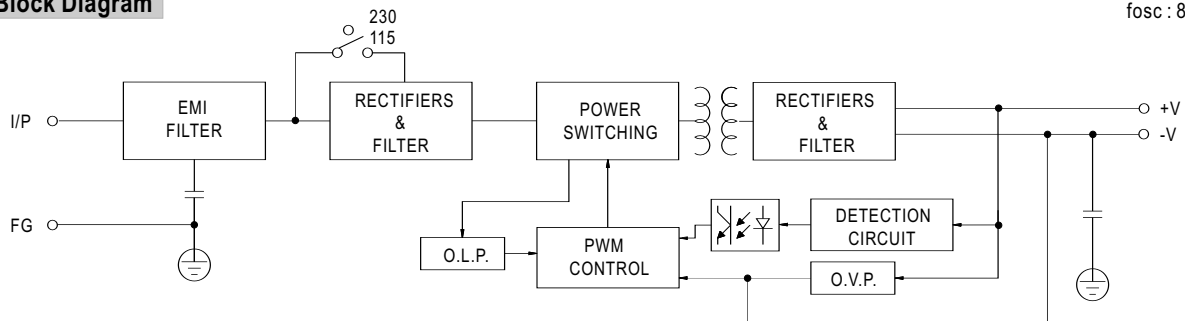 Block Diagram
fosc : 8
230
115
I/P
EMI
FILTER
RECTIFIERS
&
FILTER
POWER
SWITCHING
RECTIFIERS
&
FILTER
+V
-V
FG
O.L.P.
PWM
CONTROL
DETECTION
CIRCUIT
O.V.P.